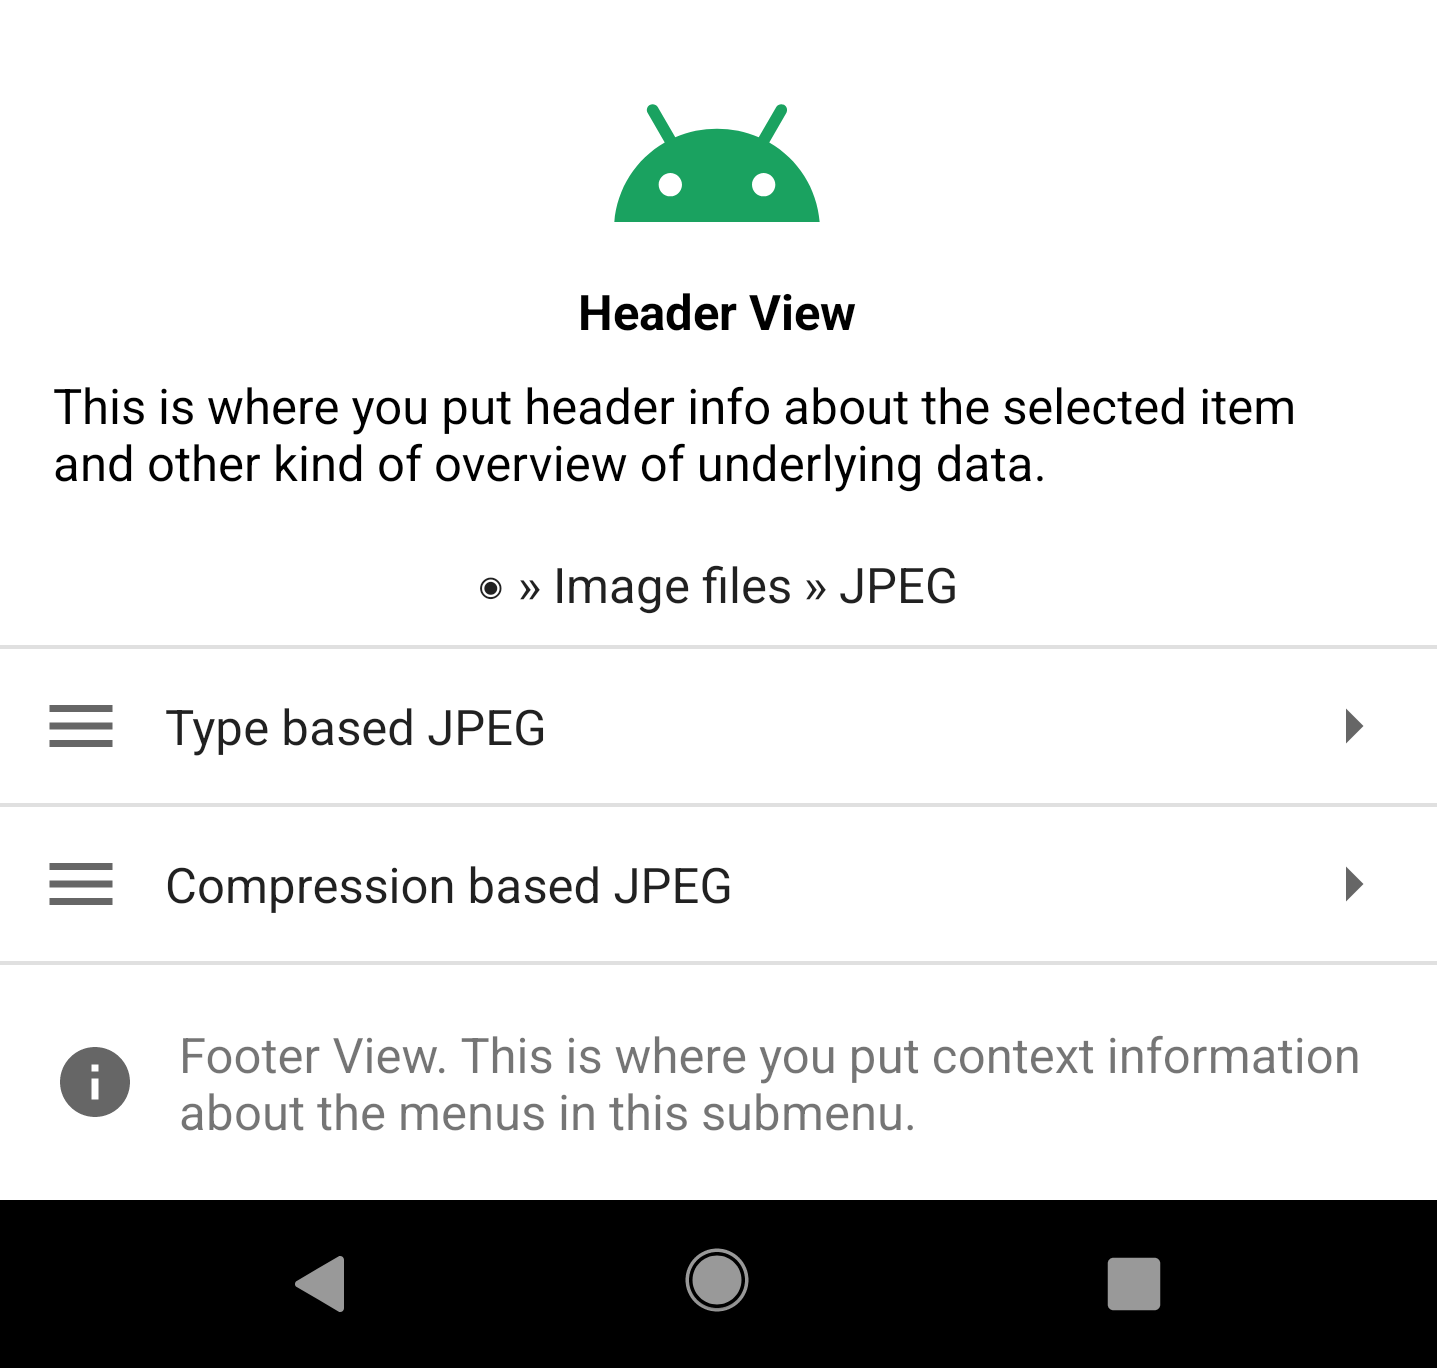 Header View
This is where you put header info about the selected item
and other kind of overview of underlying data.
◉ » Image files » JPEG
Type based JPEG
Compression based JPEG
Footer View. This is where you put context information
about the menus in this submenu.